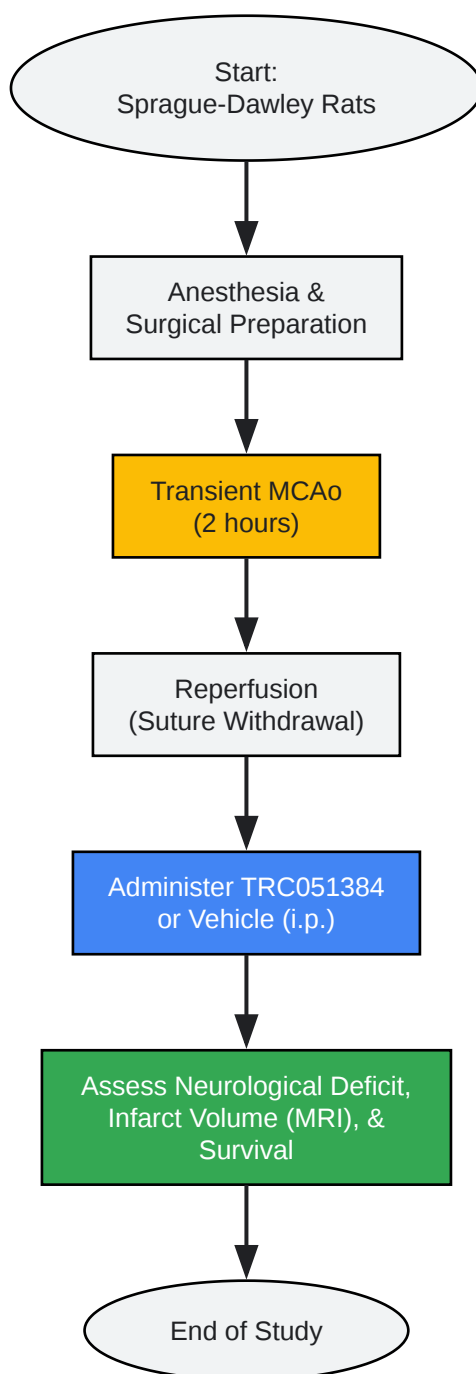 Start:
Sprague-Dawley Rats
Anesthesia &
Surgical Preparation
Transient MCAo
(2 hours)
Reperfusion
(Suture Withdrawal)
Administer TRC051384
or Vehicle (i.p.)
Assess Neurological Deficit,
Infarct Volume (MRI), &
Survival
End of Study